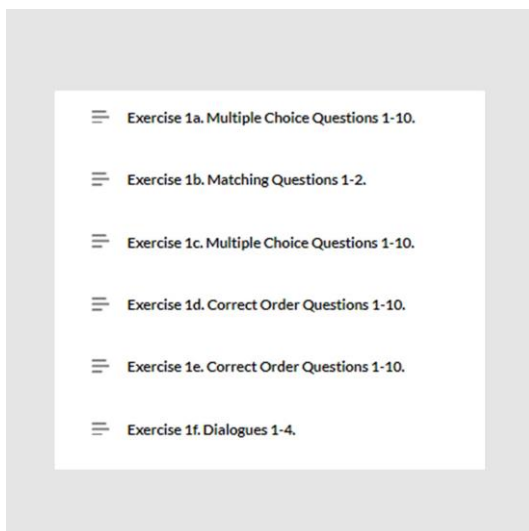 Exercise 1a. Multiple Choice Questions 1-10.
Exercise 1b. Matching Questions 1-2.
Exercise 1c. Multiple Choice Questions 1-10.
Exercise 1d. Correct Order Questions 1-10.
Exercise 1e. Correct Order Questions 1-10.
Exercise 1f. Dialogues 1-4.